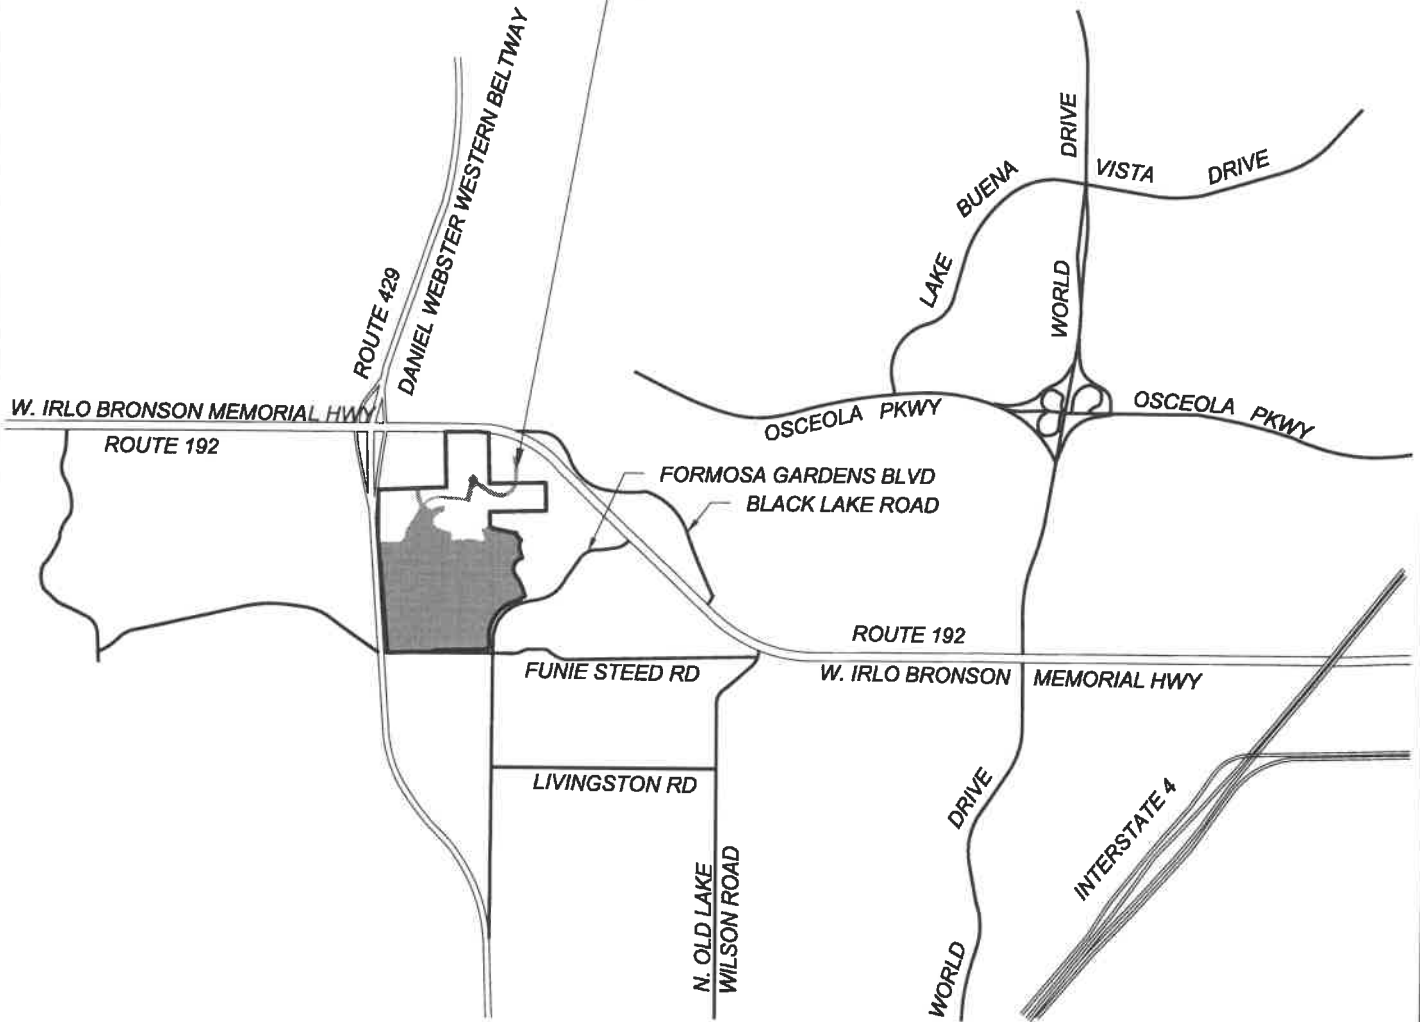 DRIVE
VISTA
DRIVE
BUENA
LAKE
WORLD
ROUTE 429
DANIEL WEBSTER WESTERN BELTWAY
W. IRLO BRONSON MEMORIAL HWY
ROUTE 192
OSCEOLA PKWY
OSCEOLA PKWY
FORMOSA GARDENS BLVD
BLACK LAKE ROAD
ROUTE 192
W. IRLO BRONSON MEMORIAL HWY
FUNIE STEED RD
LIVINGSTON RD
DRIVE
INTERSTATE 4
N. OLD LAKE
WILSON ROAD
WORLD